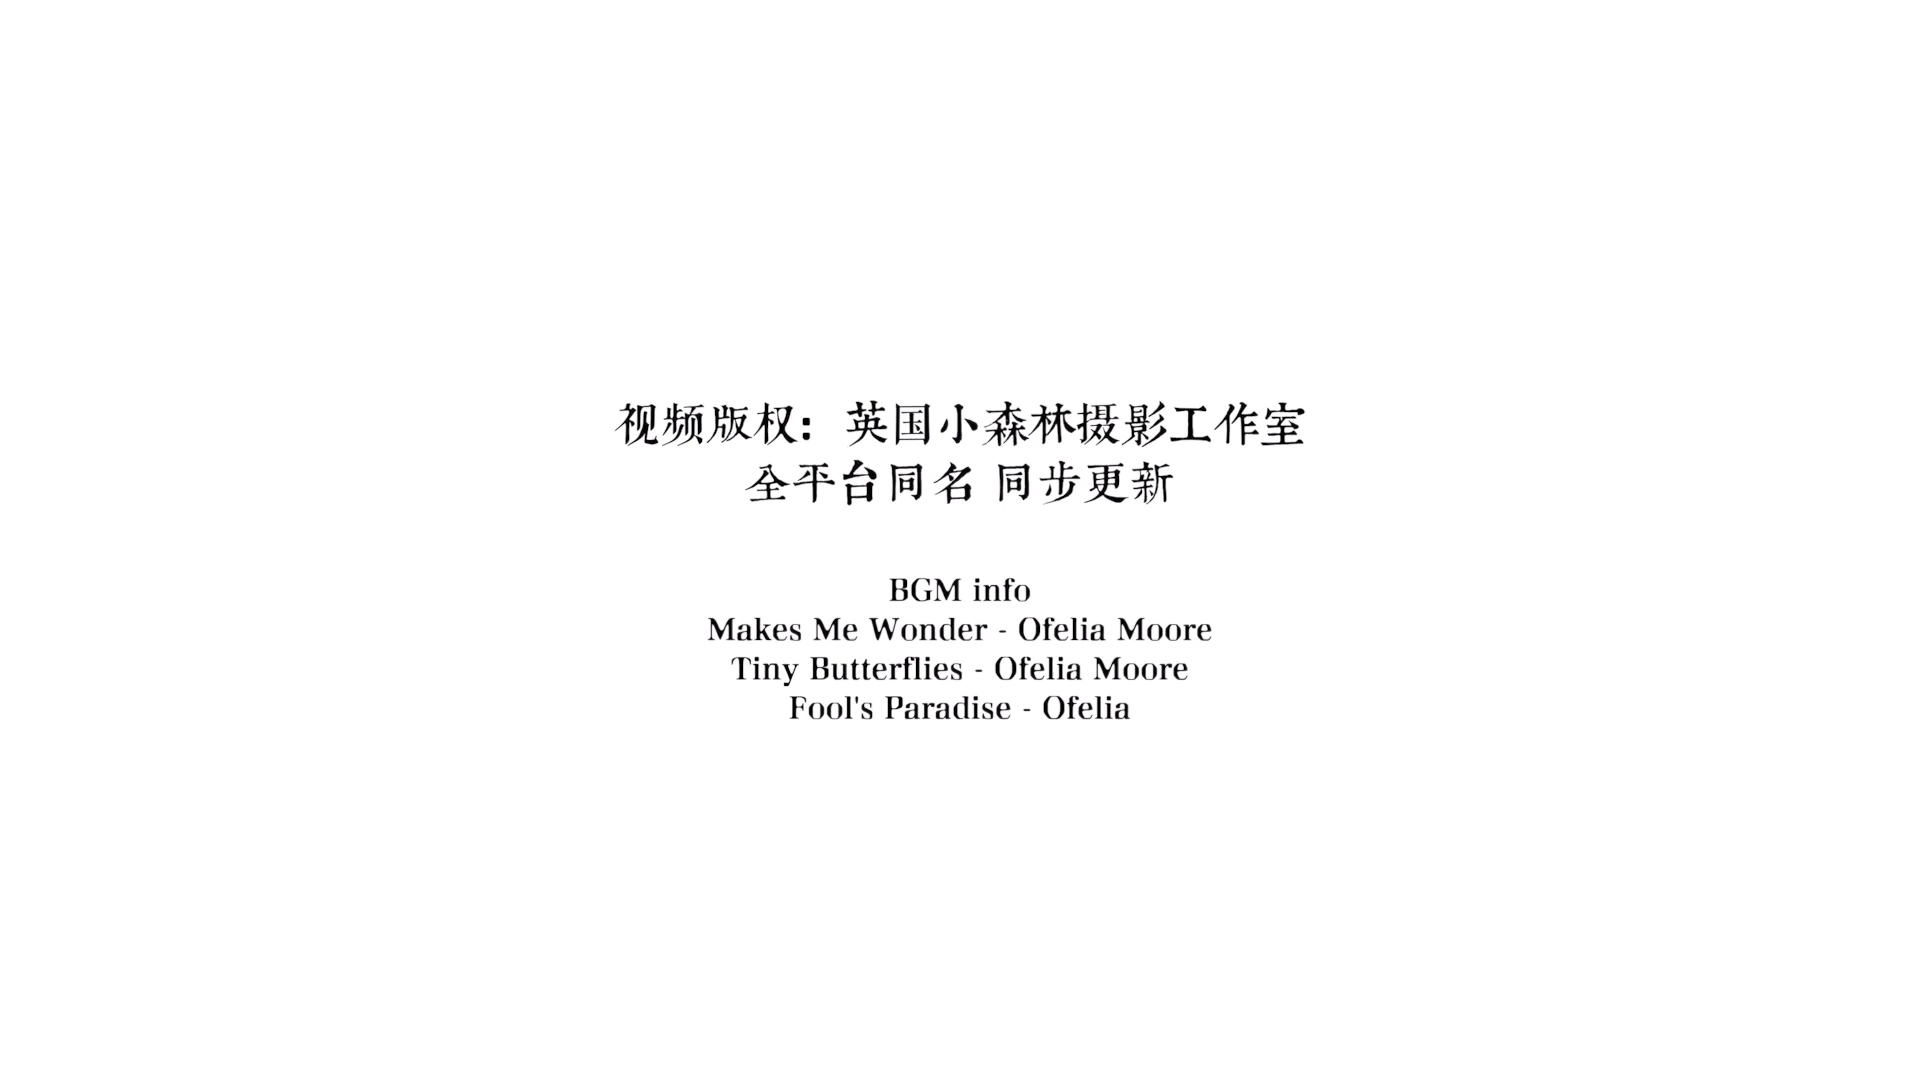 视频版权：英国小森林摄影工作室
全平台同名 同步更新
BGM info
Makes Me Wonder - Ofelia Moore
Tiny Butterflies - Ofelia Moore
Fool's Paradise - Ofelia